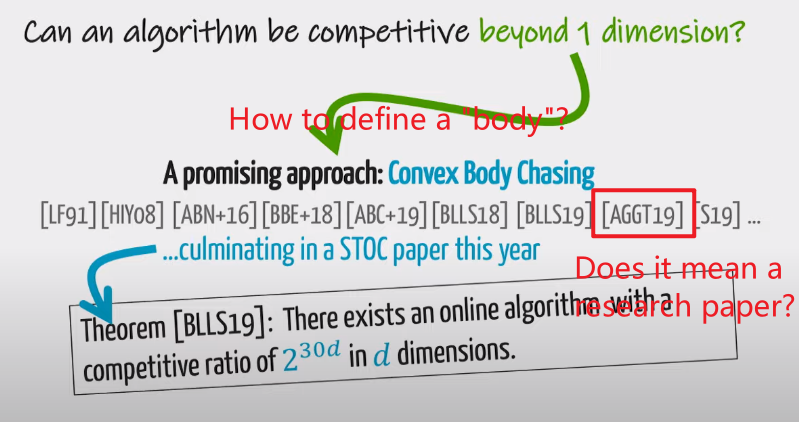 Can an algorithm be competitive beyond 1 dimension?
How to define a "body"?
A promising approach: Convex Body Chasing
[LF91][HIY08] [ABN+16][BBE+18][ABC+19][BLLS18] [BLLS19] [AGGT19] [S19] ...
...culminating in a STOC paper this year
Does it mean a
research paper?
Theorem [BLLS19]: There exists an online algorithm with a
competitive ratio of 2^{30d} in d dimensions.